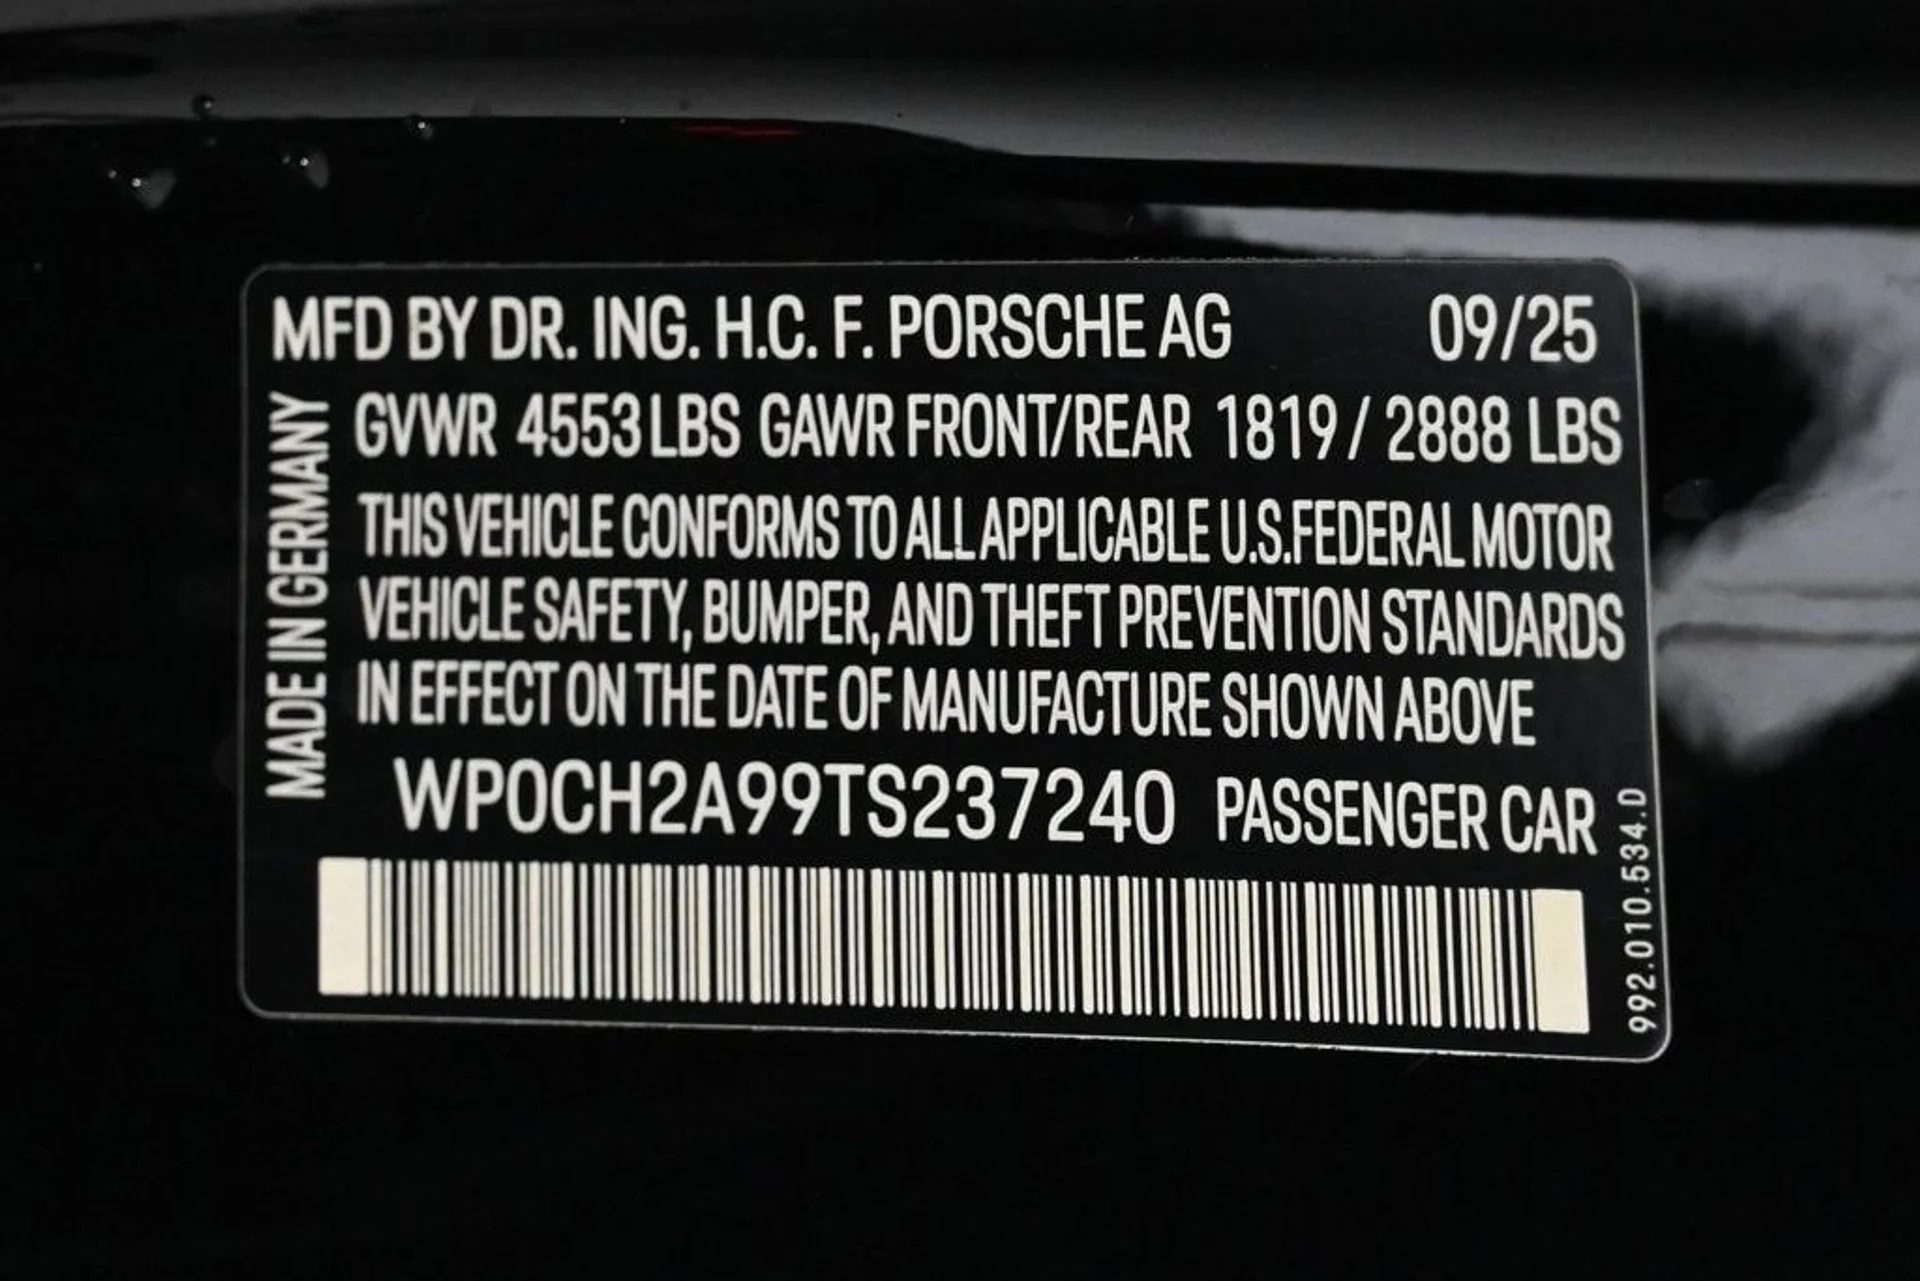 MFD BY DR. ING. H.C. F. PORSCHE AG 09/25
GVWR 4553 LBS GAWR FRONT/REAR 1819 / 2888 LBS
THIS VEHICLE CONFORMS TO ALL APPLICABLE U.S.FEDERAL MOTOR
VEHICLE SAFETY, BUMPER, AND THEFT PREVENTION STANDARDS
IN EFFECT ON THE DATE OF MANUFACTURE SHOWN ABOVE
WP0CH2A99TS237240 PASSENGER CAR
MADE IN GERMANY
992.010.534.D